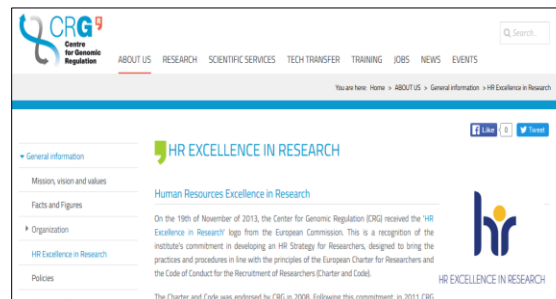 CRG
Centre
for Genomic
Regulation
Search...
ABOUT US RESEARCH SCIENTIFIC SERVICES TECH TRANSFER TRAINING JOBS NEWS EVENTS
You are here: Home > ABOUT US > General information > HR Excellence in Research
Like 0 Tweet
General information
Mission, vision and values
Facts and Figures
Organization
HR Excellence in Research
Policies
HR EXCELLENCE IN RESEARCH
Human Resources Excellence in Research
On the 19th of November of 2013, the Center for Genomic Regulation (CRG) received the 'HR
Excellence in Research' logo from the European Commission. This is a recognition of the
institute's commitment in developing an HR Strategy for Researchers, designed to bring the
practices and procedures in line with the principles of the European Charter for Researchers and
the Code of Conduct for the Recruitment of Researchers (Charter and Code).
The Charter and Code was endorsed by CRG in 2008. Following this commitment, in 2011 CRG
hr
HR EXCELLENCE IN RESEARCH